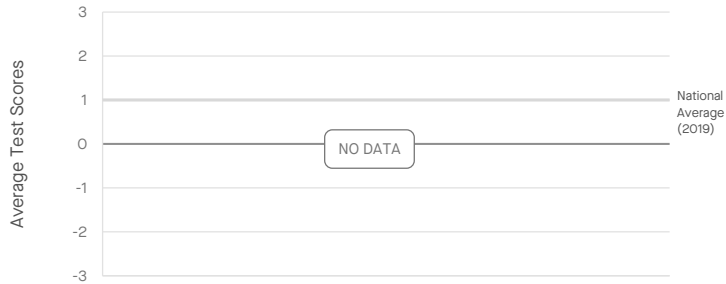 Average Test Scores
3
2
1
0
-1
-2
-3
NO DATA
National
Average
(2019)